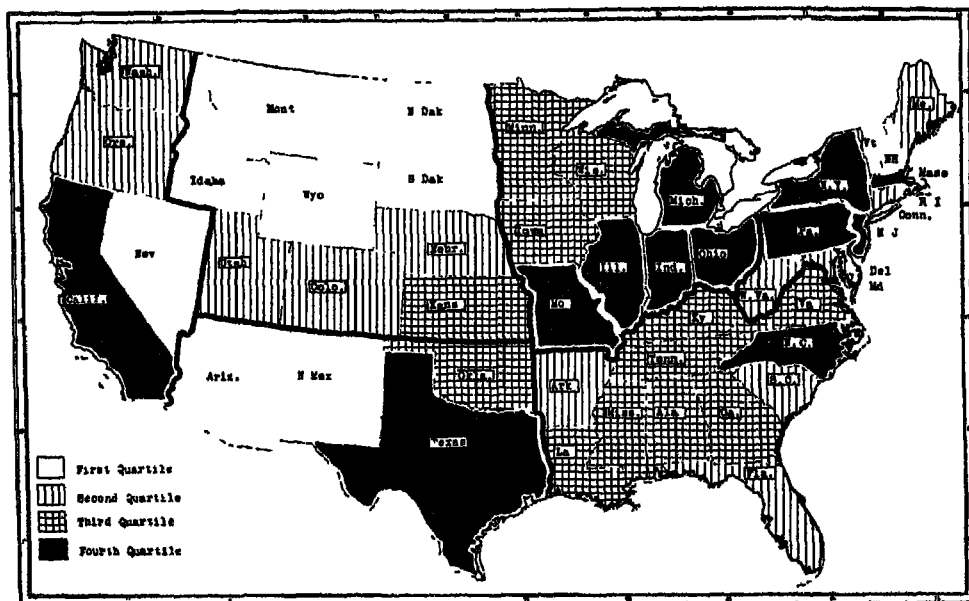 Wash.
Ore.
Mont
N Dak
Minn.
Wis.
Me.
Vt
NH
Mass
R I
Conn.
Idaho
Wyo
S Dak
Mich.
N.Y.
Iowa
Nebr.
Pa.
N J
Nev
Utah
Colo.
Ill.
Ind.
Ohio
Del
Md
Calif.
Kans
Mo
W.Va.
Va
Ky
N.C.
Tenn.
Ariz.
N Mex
Okla.
Ark
S.C.
Miss.
Ala
Ga.
Texas
La
Fla.
First Quartile
Second Quartile
Third Quartile
Fourth Quartile